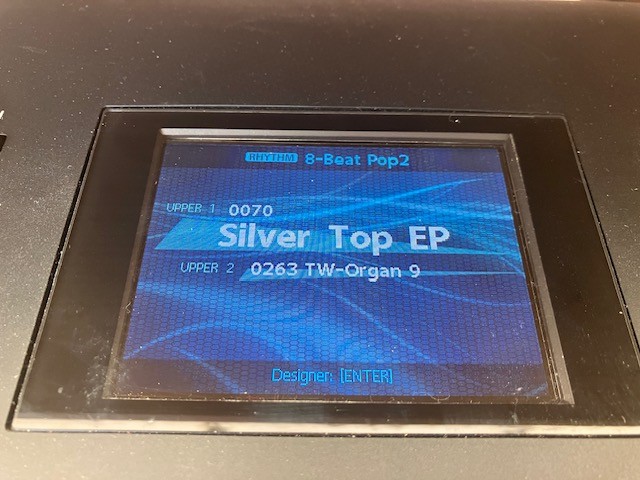 RHYTHM 8-Beat Pop2
UPPER 1 0070
Silver Top EP
UPPER 2 0263 TW-Organ 9
Designer: [ENTER]